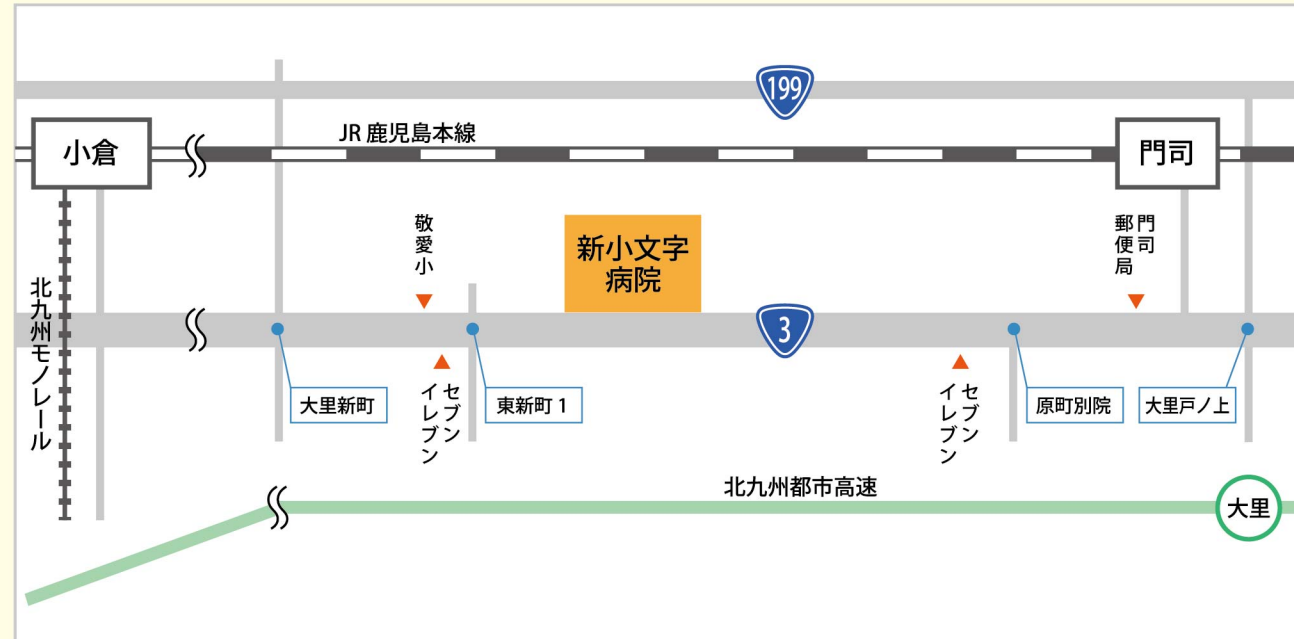 199
JR 鹿児島本線
小倉
門司
敬愛小
新小文字
病院
門司
郵便局
北九州モノレール
3
大里新町
セブン
イレブン
東新町 1
セブン
イレブン
原町別院
大里戸ノ上
北九州都市高速
大里